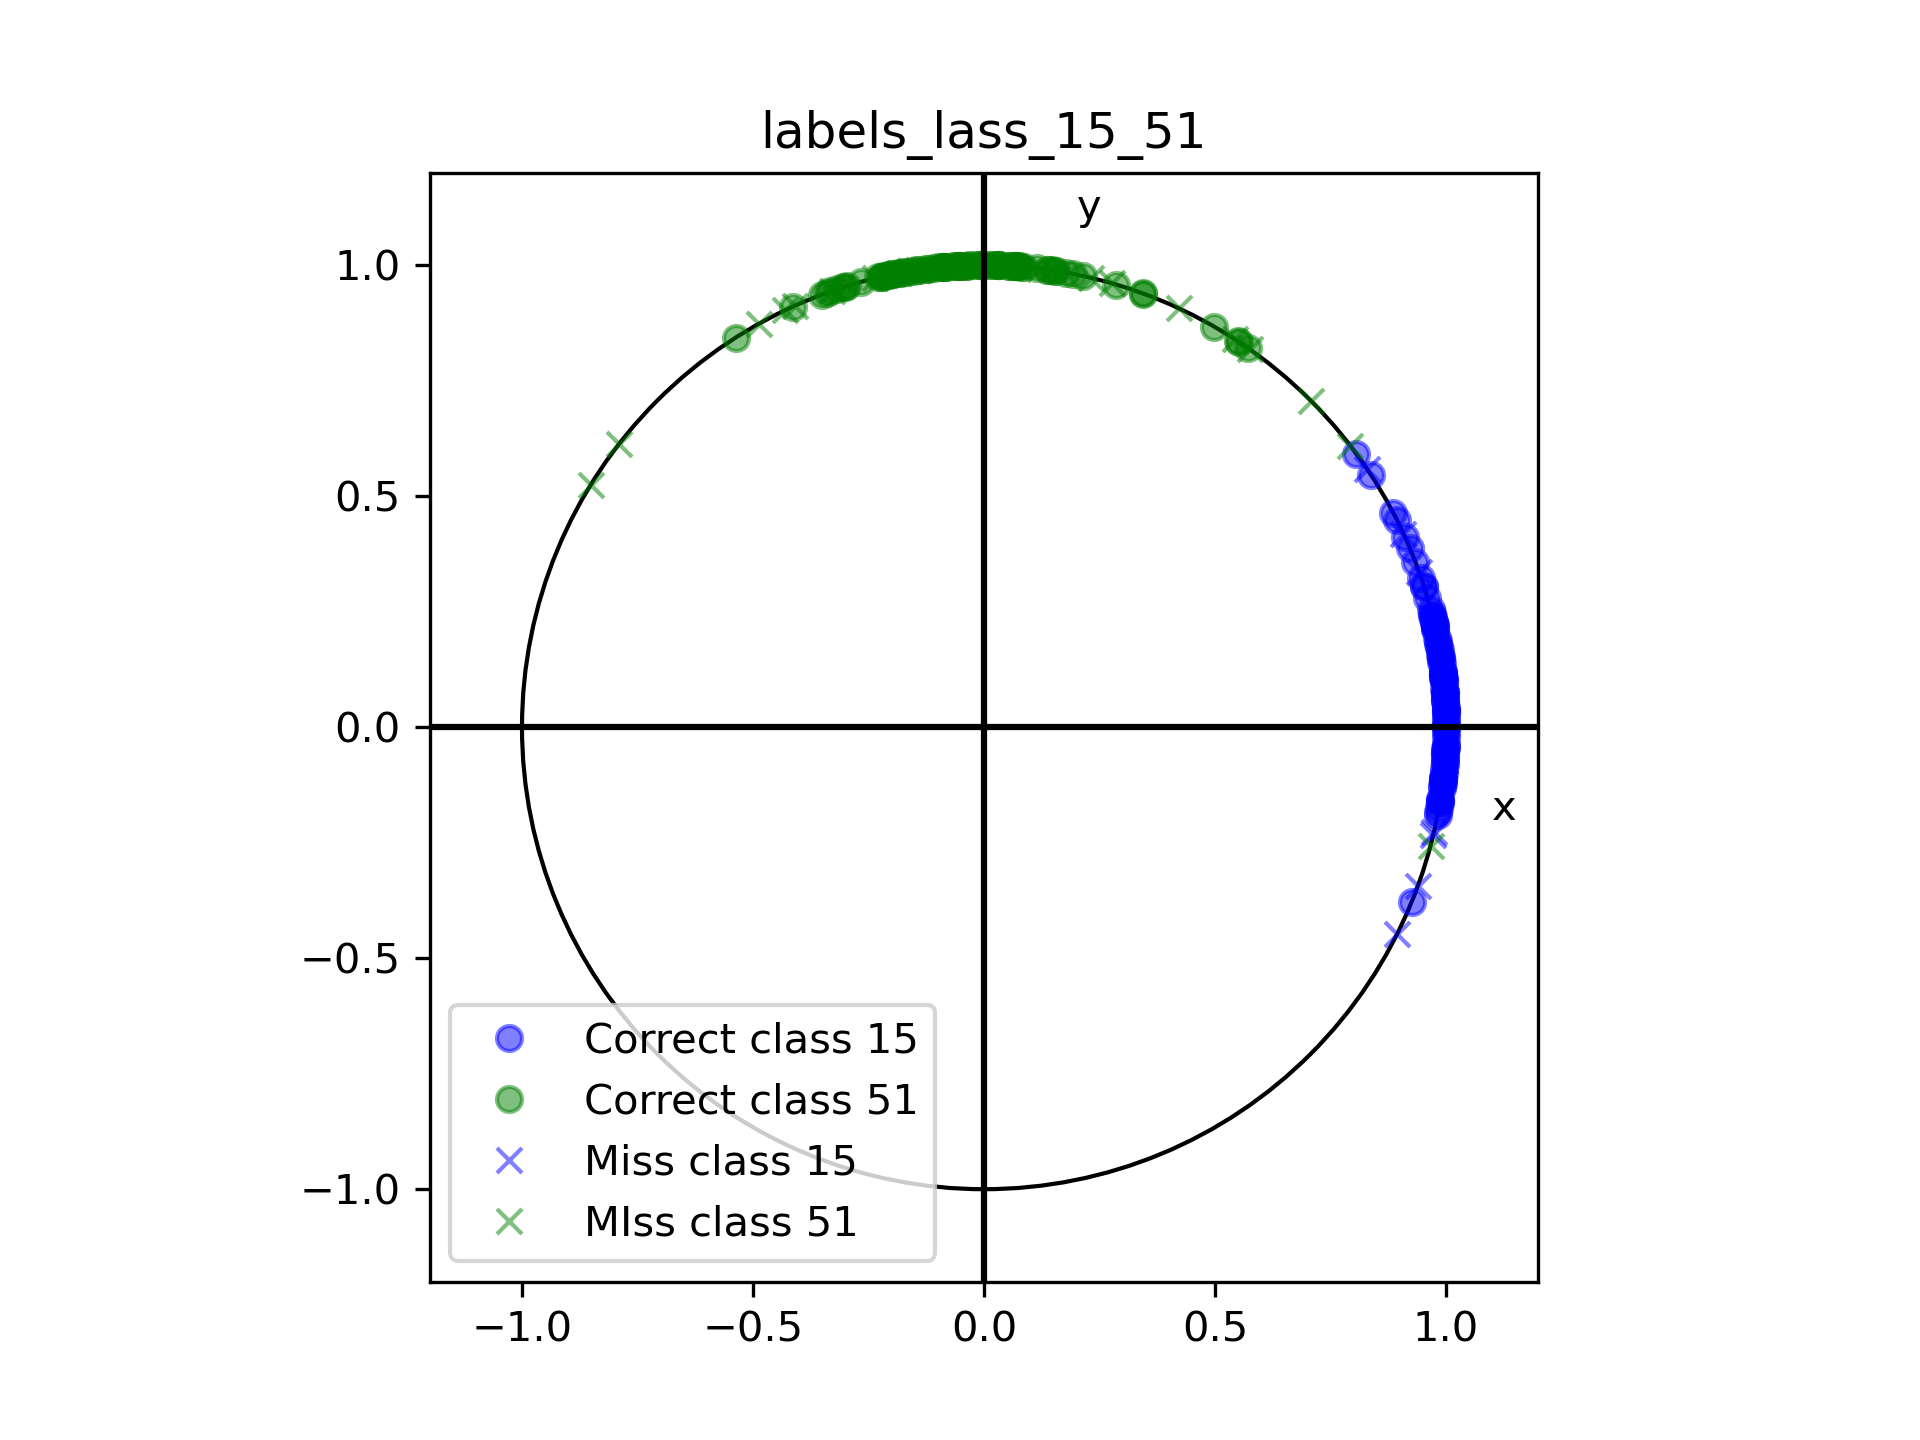 labels_lass_15_51
y
1.0
0.5
0.0
x
−0.5
−1.0
Correct class 15
Correct class 51
Miss class 15
MIss class 51
−1.0 −0.5 0.0 0.5 1.0